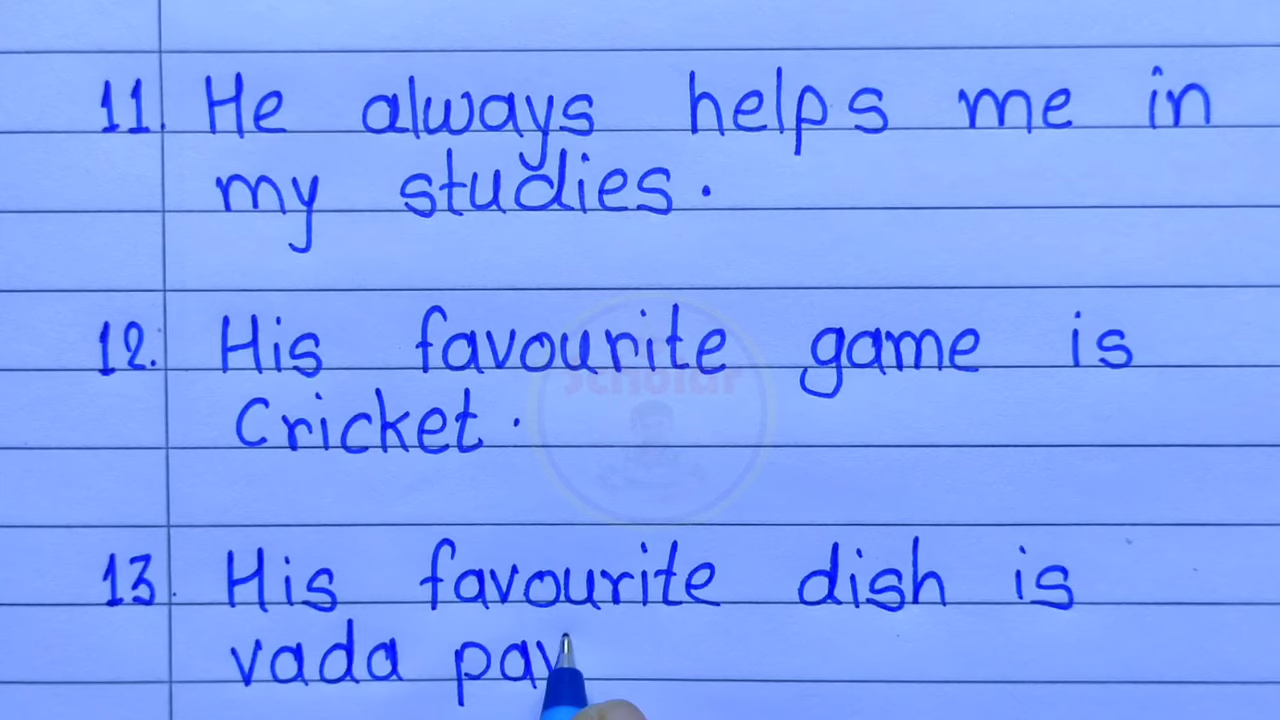 11. He always helps me in
my studies.
12. His favourite game is
Cricket.
Scholar
13. His favourite dish is
vada pav